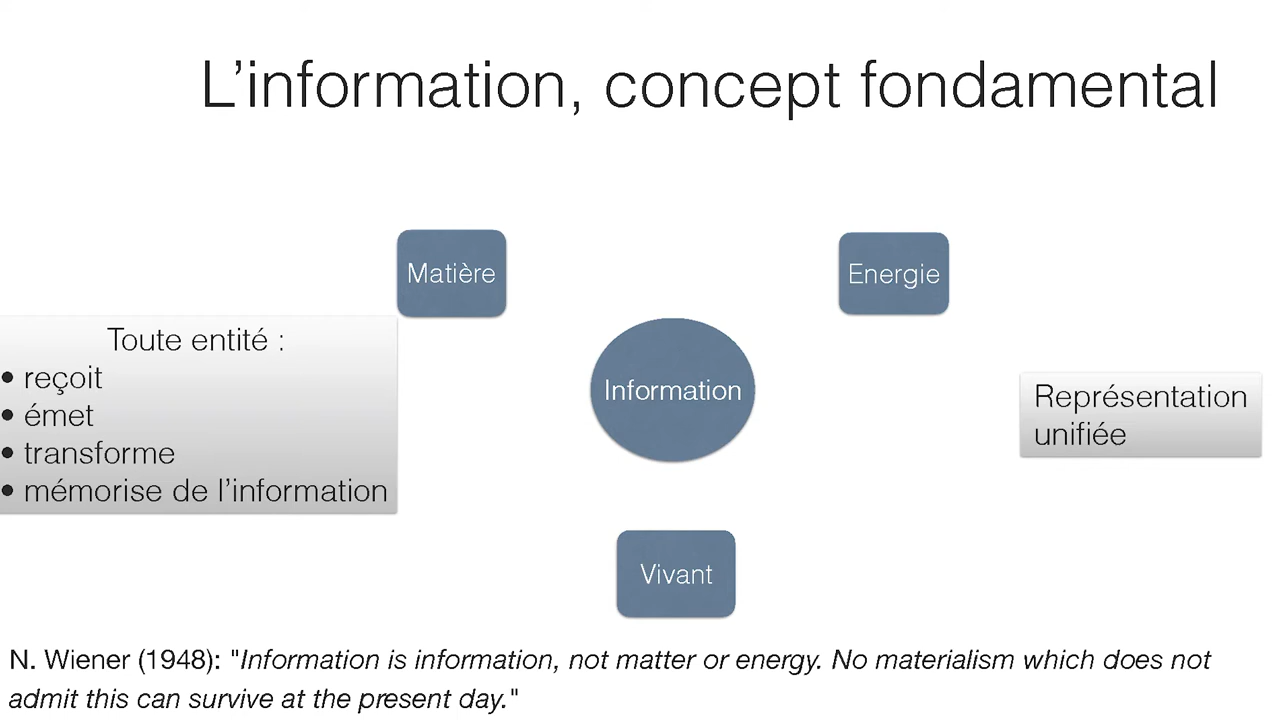 L'information, concept fondamental
Matière
Energie
Toute entité :
• reçoit
• émet
• transforme
• mémorise de l'information
Information
Représentation
unifiée
Vivant
N. Wiener (1948): "Information is information, not matter or energy. No materialism which does not
admit this can survive at the present day."